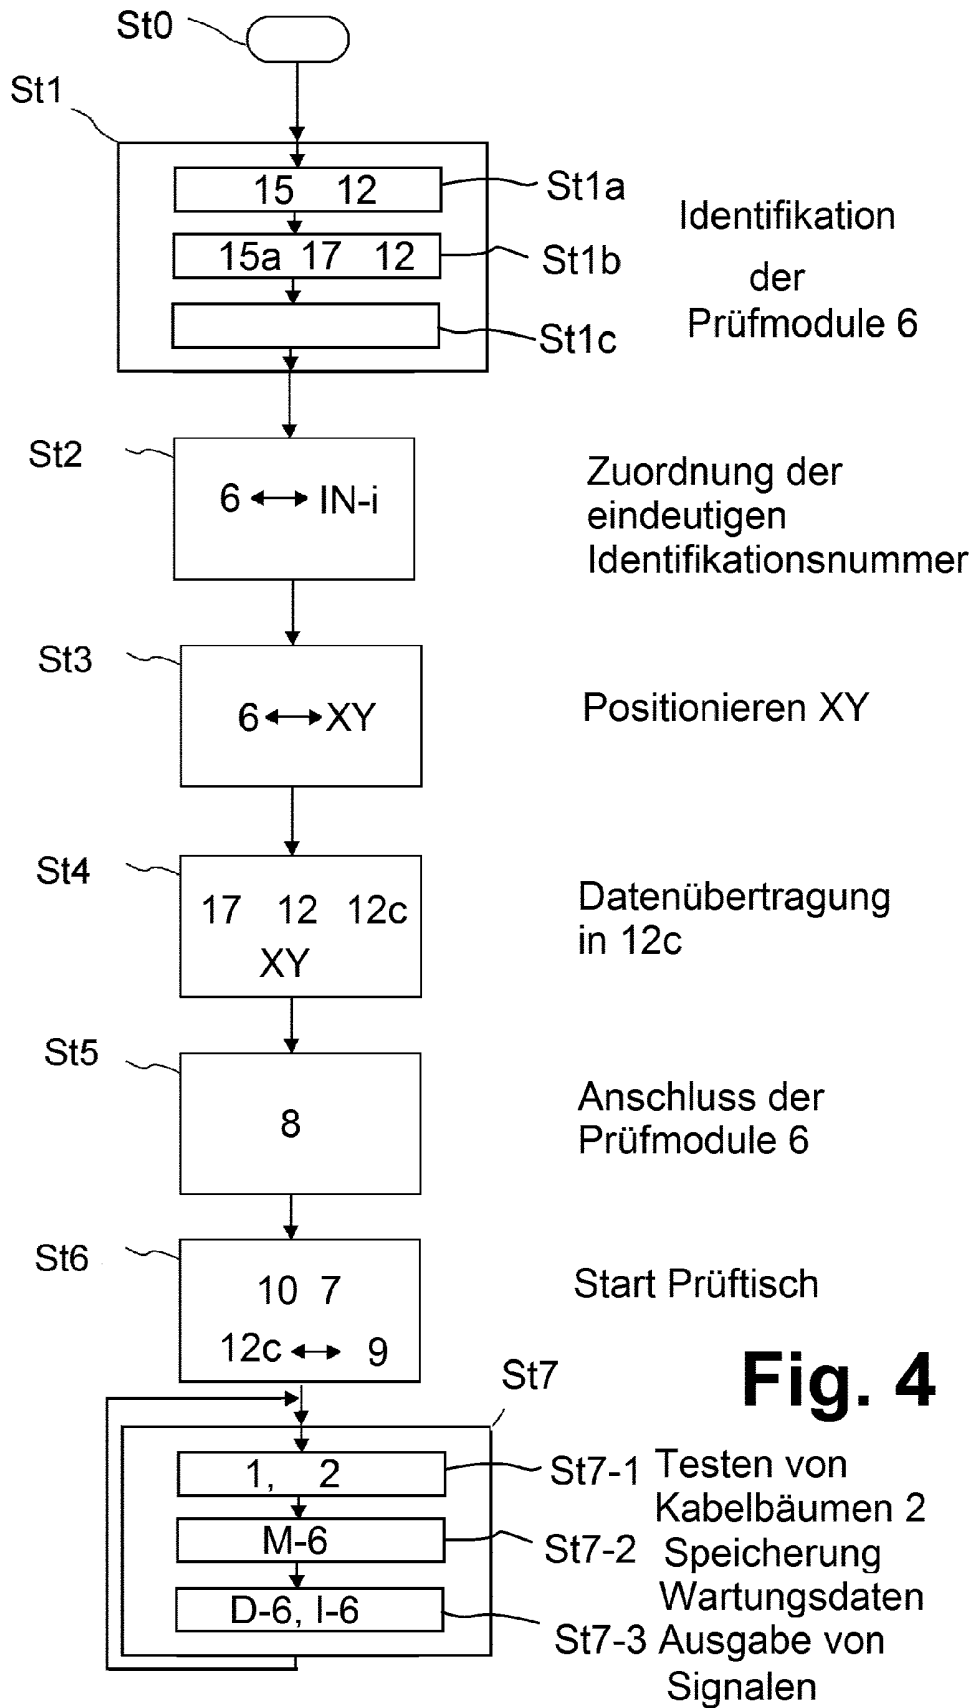 St0
St1
15 12
St1a
15a 17 12
St1b
St1c
Identifikation
der
Prüfmodule 6
St2
6 ↔ IN-i
Zuordnung der
eindeutigen
Identifikationsnummer
St3
6 ↔ XY
Positionieren XY
St4
17 12 12c
XY
Datenübertragung
in 12c
St5
8
Anschluss der
Prüfmodule 6
St6
10 7
12c ↔ 9
Start Prüftisch
Fig. 4
St7
1, 2
St7-1
Testen von
Kabelbäumen 2
M-6
St7-2
Speicherung
Wartungsdaten
D-6, I-6
St7-3
Ausgabe von
Signalen